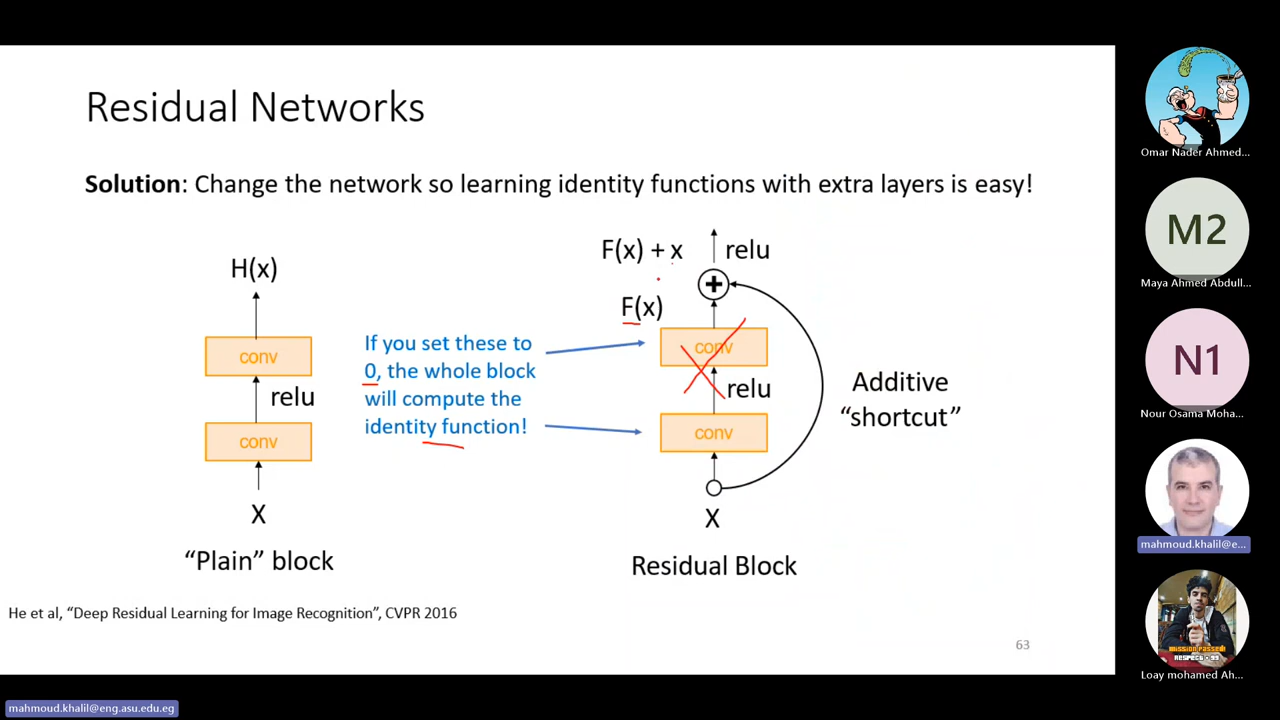 Residual Networks
Solution: Change the network so learning identity functions with extra layers is easy!
H(x)
conv
relu
conv
X
"Plain" block
If you set these to
0, the whole block
will compute the
identity function!
F(x) + x
relu
F(x)
conv
relu
conv
X
Residual Block
Additive
"shortcut"
He et al, "Deep Residual Learning for Image Recognition", CVPR 2016
63
Omar Nader Ahmed...
M2
Maya Ahmed Abdull...
N1
Nour Osama Moha...
mahmoud.khalil@e...
MISSION PASSED!
RESPECT + 99
Loay mohamed Ah...
mahmoud.khalil@eng.asu.edu.eg